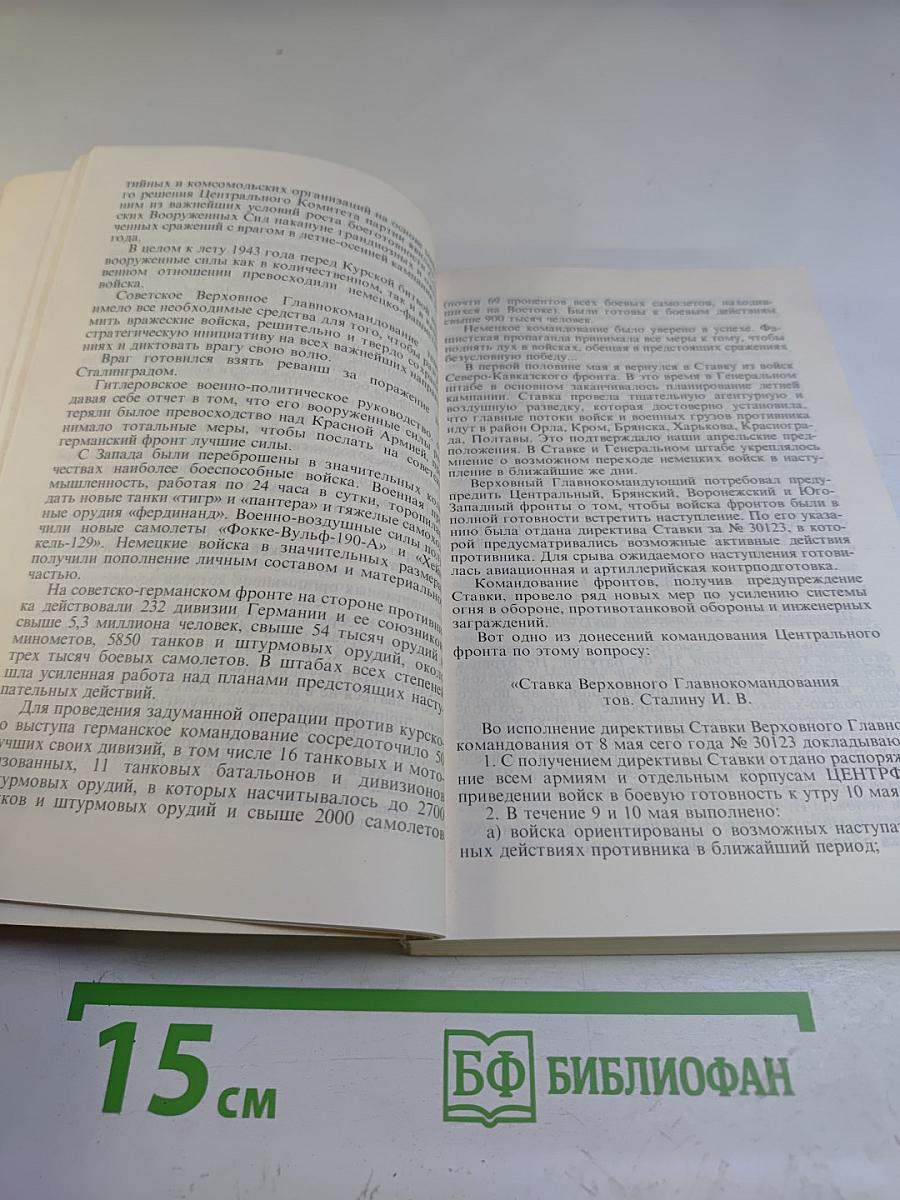 тийных и комсомольских организаций на основе
го решения Центрального Комитета партии
ним из важнейших условий роста боеготовности
ских Вооруженных Сил накануне грандиозных и
ченных сражений с врагом в летне-осенней кампании
года.
В целом к лету 1943 года перед Курской битвой
вооруженные силы как в количественном, так и в
венном отношении превосходили немецко-фаши
войска.
Советское Верховное Главнокомандование
имело все необходимые средства для того, чтобы
мить вражеские войска, решительно и твердо
стратегическую инициативу на всех важнейших направ
ниях и диктовать врагу свою волю.
Враг готовился взять реванш за поражение
Сталинградом.
Гитлеровское военно-политическое руководство,
давая себе отчет в том, что его вооруженные силы
теряли былое превосходство над Красной Армией,
нимало тотальные меры, чтобы послать на советс
германский фронт лучшие силы.
С Запада были переброшены в значительных ко
чествах наиболее боеспособные войска. Военная
мышленность, работая по 24 часа в сутки, торопила
дать новые танки «тигр» и «пантера» и тяжелые самохо
ные орудия «фердинанд». Военно-воздушные силы пол
чили новые самолеты «Фокке-Вульф-190-А» и «Хей
кель-129». Немецкие войска в значительных размера
получили пополнение личным составом и материально
частью.
На советско-германском фронте на стороне противни
ка действовали 232 дивизии Германии и ее союзников
свыше 5,3 миллиона человек, свыше 54 тысяч орудий
минометов, 5850 танков и штурмовых орудий, около
трех тысяч боевых самолетов. В штабах всех степеней
шла усиленная работа над планами предстоящих насту-
пательных действий.
Для проведения задуманной операции против курско-
о выступа германское командование сосредоточило 50
учших своих дивизий, в том числе 16 танковых и мото-
изованных, 11 танковых батальонов и дивизионов
урмовых орудий, в которых насчитывалось до 2700
ков и штурмовых орудий и свыше 2000 самолетов
(почти 69 процентов всех боевых самолетов, находив-
шихся на Востоке). Были готовы к боевым действиям
свыше 900 тысяч человек.
Немецкое командование было уверено в успехе. Фа-
шистская пропаганда принимала все меры к тому, чтобы
поднять дух в войсках, обещая в предстоящих сражениях
безусловную победу...
В первой половине мая я вернулся в Ставку из войск
Северо-Кавказского фронта. В это время в Генеральном
штабе в основном заканчивалось планирование летней
кампании. Ставка провела тщательную агентурную и
воздушную разведку, которая достоверно установила,
что главные потоки войск и военных грузов противника
идут в район Орла, Кром, Брянска, Харькова, Красногра-
да, Полтавы. Это подтверждало наши апрельские пред-
положения. В Ставке и Генеральном штабе укреплялось
мнение о возможном переходе немецких войск в насту-
пление в ближайшие же дни.
Верховный Главнокомандующий потребовал преду-
предить Центральный, Брянский, Воронежский и Юго-
Западный фронты о том, чтобы войска фронтов были в
полной готовности встретить наступление. По его указа-
нию была отдана директива Ставки за № 30123, в кото-
рой предусматривались возможные активные действия
противника. Для срыва ожидаемого наступления готови-
лась авиационная и артиллерийская контрподготовка.
Командование фронтов, получив предупреждение
Ставки, провело ряд новых мер по усилению системы
огня в обороне, противотанковой обороны и инженерных
заграждений.
Вот одно из донесений командования Центрального
фронта по этому вопросу:
«Ставка Верховного Главнокомандования
тов. Сталину И. В.
Во исполнение директивы Ставки Верховного Главно
командования от 8 мая сего года № 30123 докладываю
1. С получением директивы Ставки отдано распоряж
ние всем армиям и отдельным корпусам ЦЕНТРФ
приведении войск в боевую готовность к утру 10 мая
2. В течение 9 и 10 мая выполнено:
а) войска ориентированы о возможных наступат
ных действиях противника в ближайший период;
15 см
БФ БИБЛИОФАН